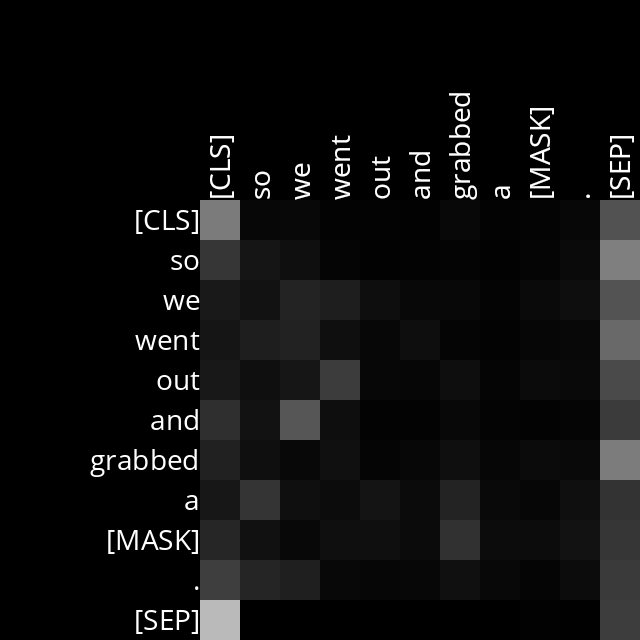 [CLS] so we went out and grabbed a [MASK] . [SEP]
[CLS]
so
we
went
out
and
grabbed
a
[MASK]
.
[SEP]